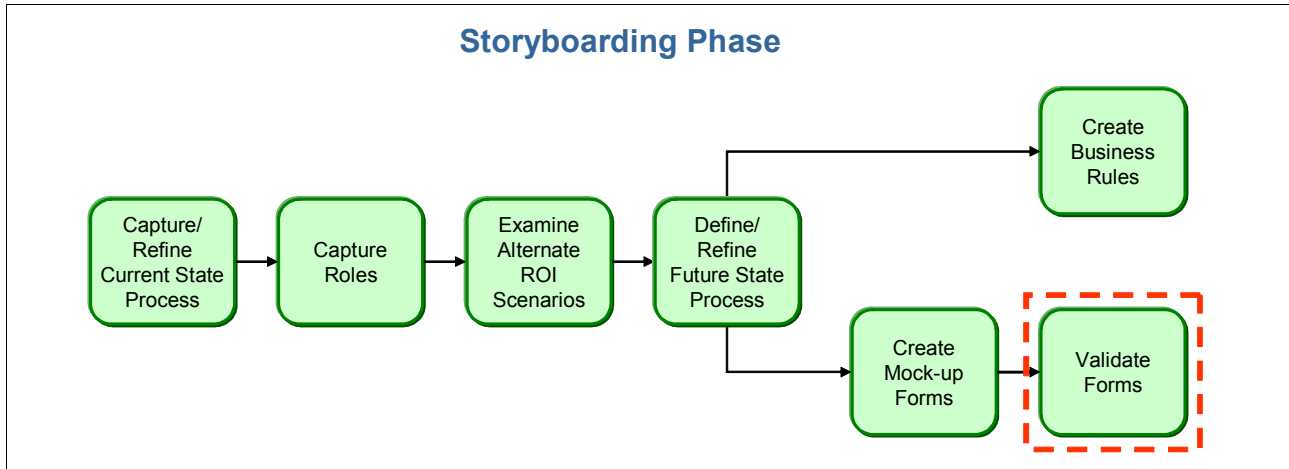 Storyboarding Phase
Capture/
Refine
Current State
Process
Capture
Roles
Examine
Alternate
ROI
Scenarios
Define/
Refine
Future State
Process
Create
Business
Rules
Create
Mock-up
Forms
Validate
Forms